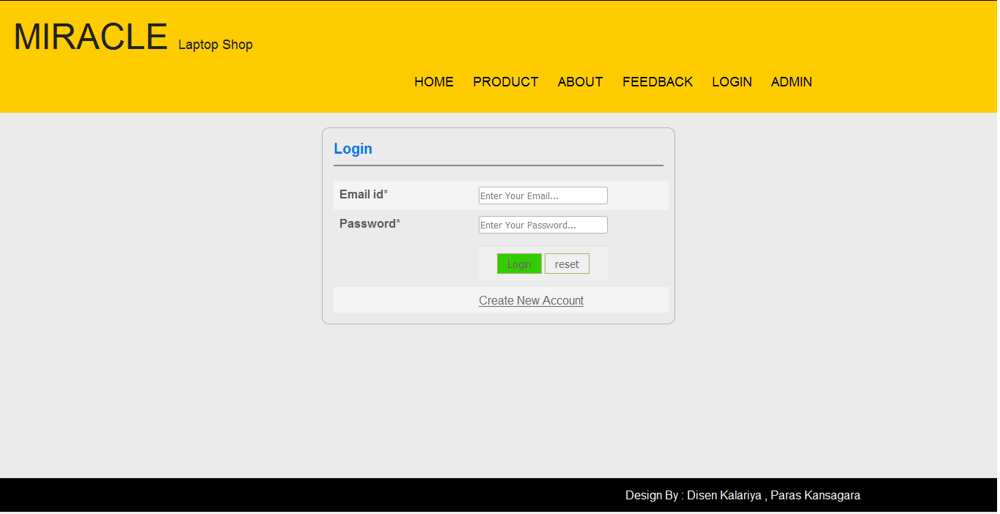 MIRACLE Laptop Shop
HOME PRODUCT ABOUT FEEDBACK LOGIN ADMIN
Login
Email id* Enter Your Email...
Password* Enter Your Password...
Login reset
Create New Account
Design By : Disen Kalariya , Paras Kansagara